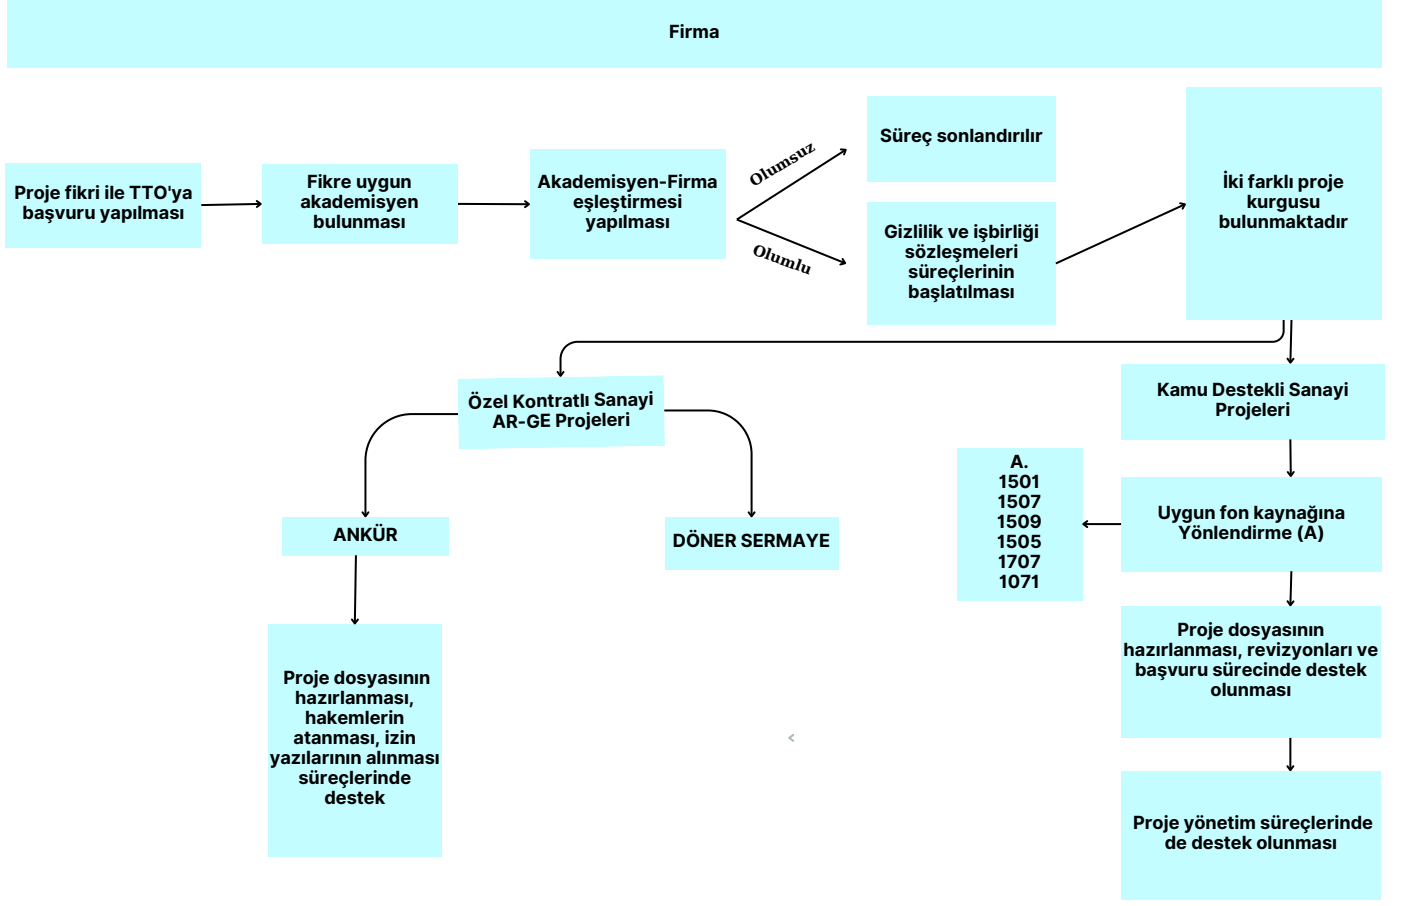 Firma
Proje fikri ile TTO'ya
başvuru yapılması
Fikre uygun
akademisyen
bulunması
Akademisyen-Firma
eşleştirmesi
yapılması
Olumsuz
Olumlu
Süreç sonlandırılır
Gizlilik ve işbirliği
sözleşmeleri
süreçlerinin
başlatılması
İki farklı proje
kurgusu
bulunmaktadır
Özel Kontratlı Sanayi
AR-GE Projeleri
Kamu Destekli Sanayi
Projeleri
ANKÜR
DÖNER SERMAYE
A.
1501
1507
1509
1505
1707
1071
Uygun fon kaynağına
Yönlendirme (A)
Proje dosyasının
hazırlanması,
hakemlerin
atanması, izin
yazılarının alınması
süreçlerinde
destek
Proje dosyasının
hazırlanması, revizyonları ve
başvuru sürecinde destek
olunması
Proje yönetim süreçlerinde
de destek olunması